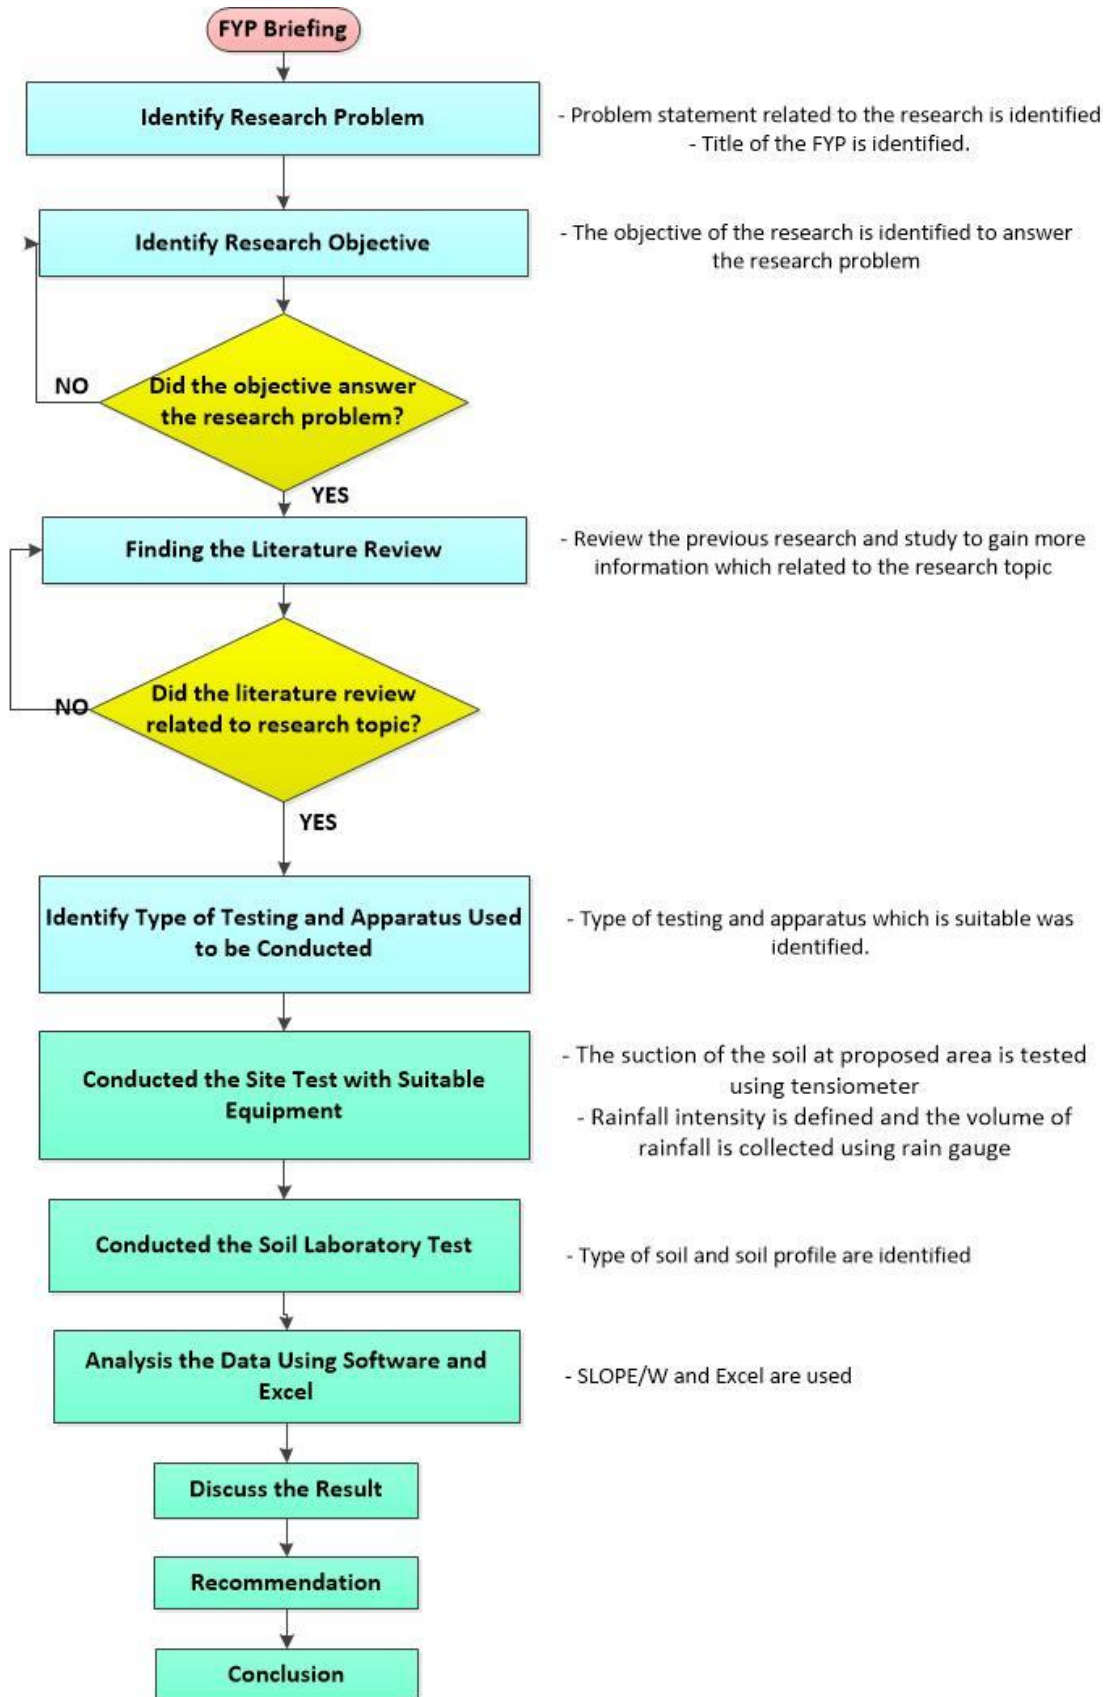 FYP Briefing
Identify Research Problem
- Problem statement related to the research is identified
- Title of the FYP is identified.
Identify Research Objective
- The objective of the research is identified to answer
the research problem
NO
Did the objective answer
the research problem?
YES
Finding the Literature Review
- Review the previous research and study to gain more
information which related to the research topic
NO
Did the literature review
related to research topic?
YES
Identify Type of Testing and Apparatus Used
to be Conducted
- Type of testing and apparatus which is suitable was
identified.
Conducted the Site Test with Suitable
Equipment
- The suction of the soil at proposed area is tested
using tensiometer
- Rainfall intensity is defined and the volume of
rainfall is collected using rain gauge
Conducted the Soil Laboratory Test
- Type of soil and soil profile are identified
Analysis the Data Using Software and
Excel
- SLOPE/W and Excel are used
Discuss the Result
Recommendation
Conclusion